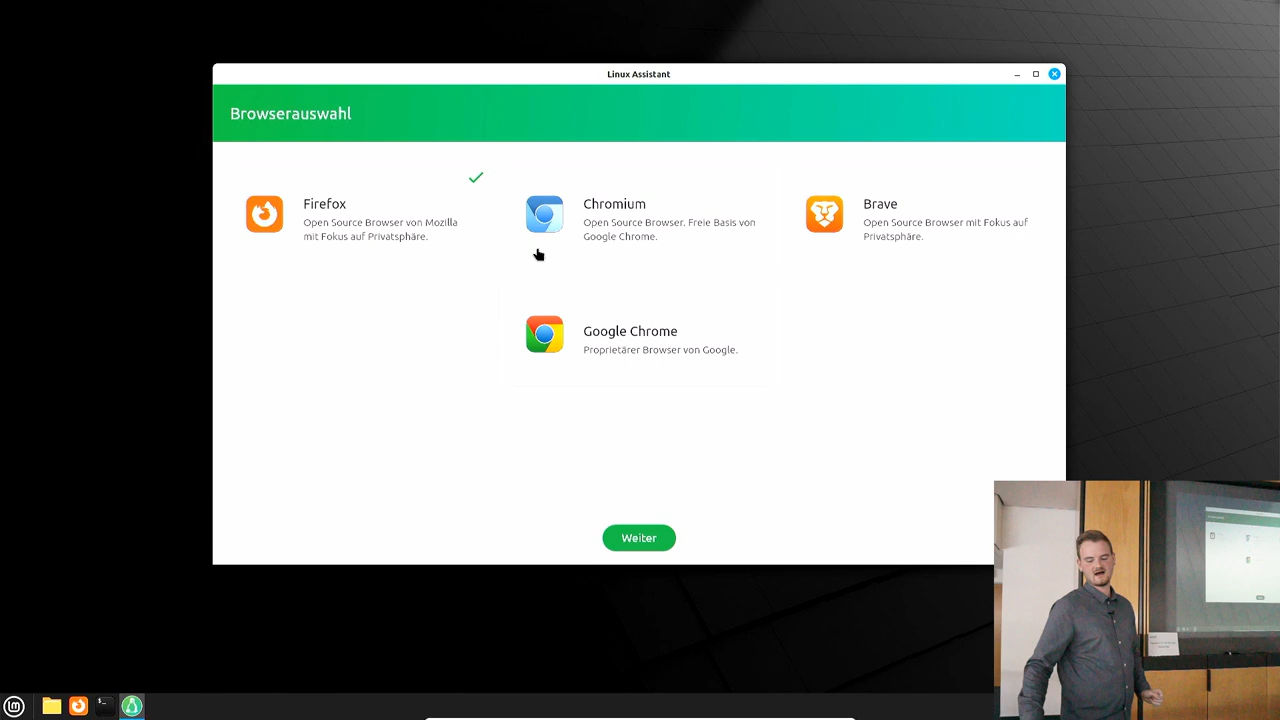 Linux Assistant
Browserauswahl
Firefox
Open Source Browser von Mozilla
mit Fokus auf Privatsphäre.
Chromium
Open Source Browser. Freie Basis von
Google Chrome.
Brave
Open Source Browser mit Fokus auf
Privatsphäre.
Google Chrome
Proprietärer Browser von Google.
Weiter